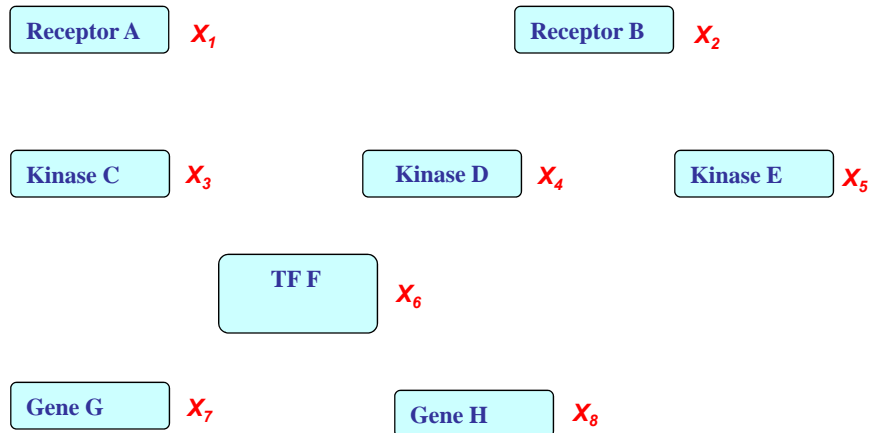 Receptor A X1
Receptor B X2
Kinase C X3
Kinase D X4
Kinase E X5
TF F X6
Gene G X7
Gene H X8